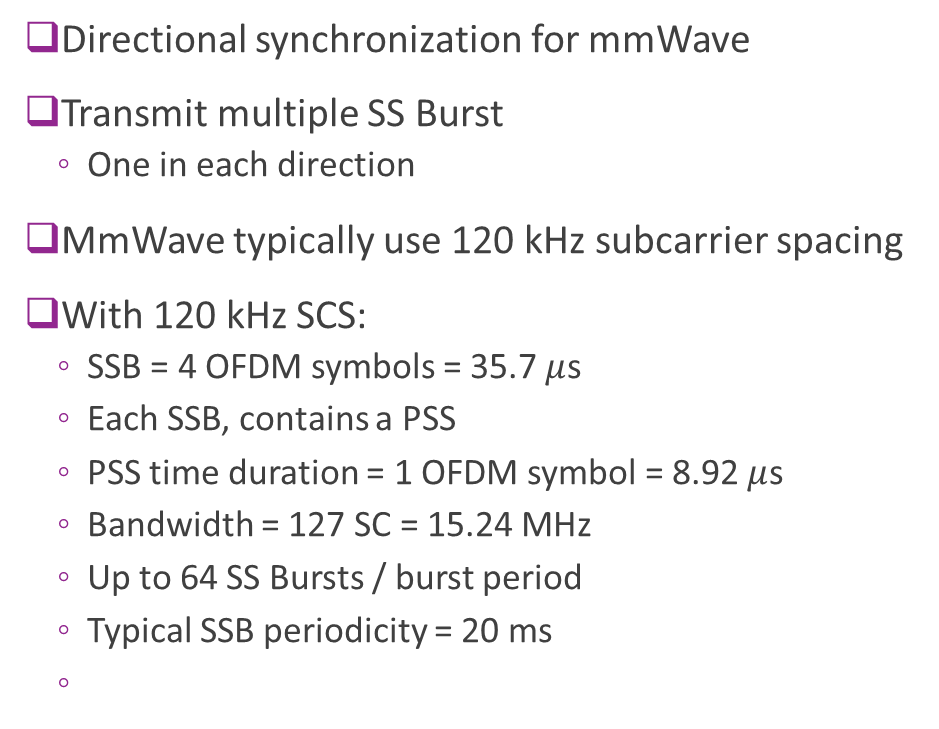 Directional synchronization for mmWave
Transmit multiple SS Burst
One in each direction
MmWave typically use 120 kHz subcarrier spacing
With 120 kHz SCS:
SSB = 4 OFDM symbols = 35.7 𝜇s
Each SSB, contains a PSS
PSS time duration = 1 OFDM symbol = 8.92 𝜇s
Bandwidth = 127 SC = 15.24 MHz
Up to 64 SS Bursts / burst period
Typical SSB periodicity = 20 ms